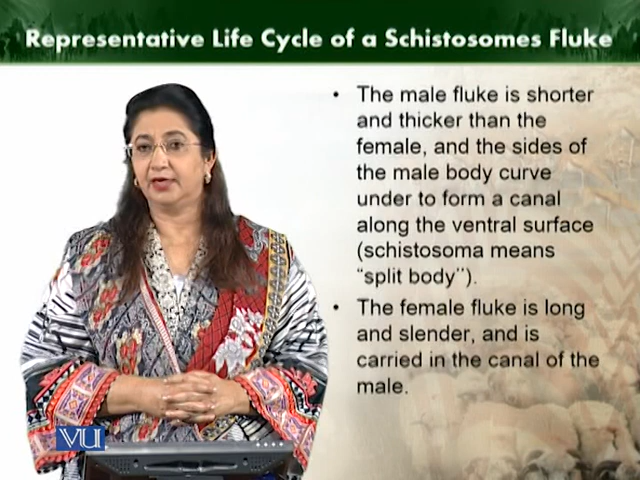 Representative Life Cycle of a Schistosomes Fluke
• The male fluke is shorter
and thicker than the
female, and the sides of
the male body curve
under to form a canal
along the ventral surface
(schistosoma means
“split body’’).
• The female fluke is long
and slender, and is
carried in the canal of the
male.
VU